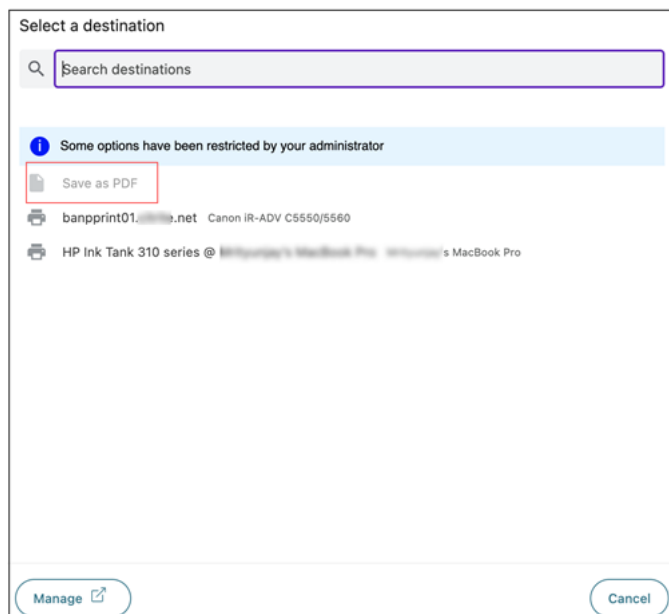 Select a destination
Search destinations
Some options have been restricted by your administrator
Save as PDF
banpprint01. .net Canon iR-ADV C5550/5560
HP Ink Tank 310 series @ 's MacBook Pro
Manage
Cancel